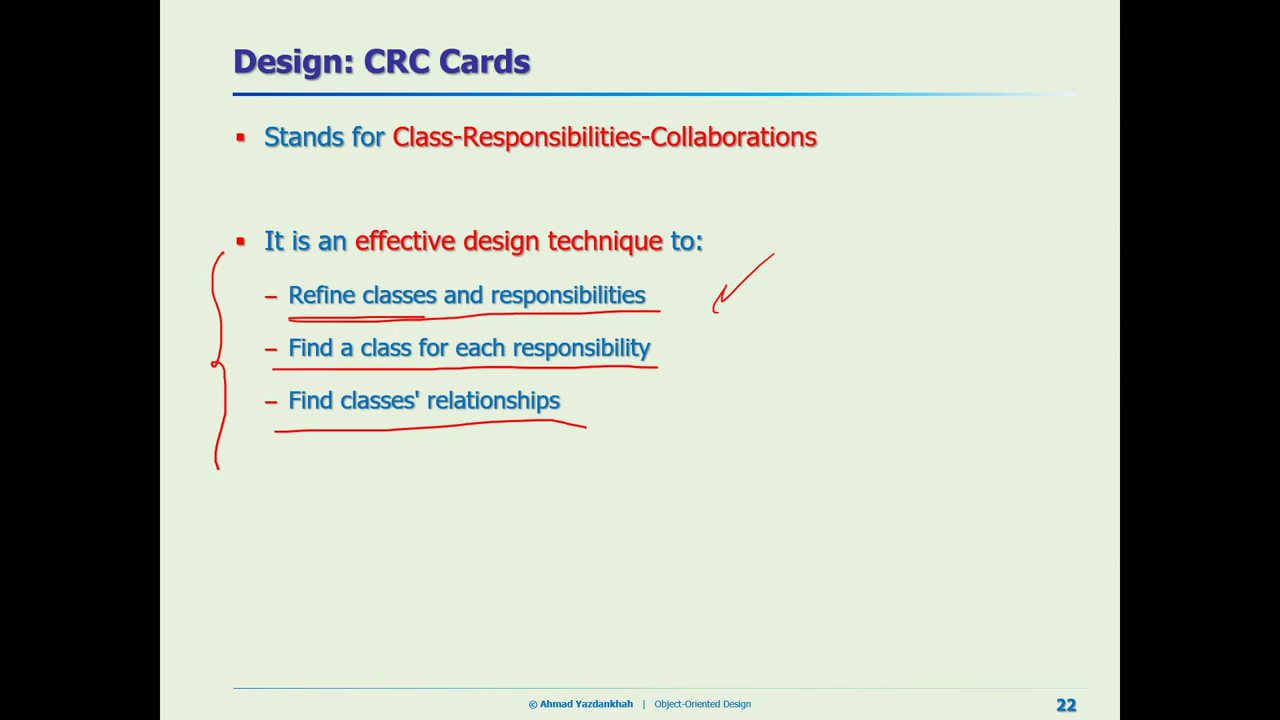 Design: CRC Cards
▪ Stands for Class-Responsibilities-Collaborations
▪ It is an effective design technique to:
– Refine classes and responsibilities
– Find a class for each responsibility
– Find classes' relationships
© Ahmad Yazdankhah | Object-Oriented Design
22